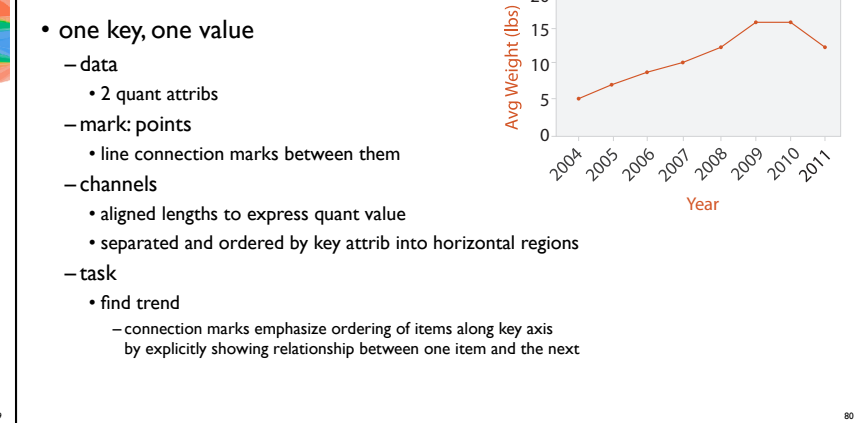 • one key, one value
– data
• 2 quant attribs
– mark: points
• line connection marks between them
– channels
• aligned lengths to express quant value
• separated and ordered by key attrib into horizontal regions
– task
• find trend
– connection marks emphasize ordering of items along key axis
by explicitly showing relationship between one item and the next
Avg Weight (lbs)
20
15
10
5
0
2004 2005 2006 2007 2008 2009 2010 2011
Year
80